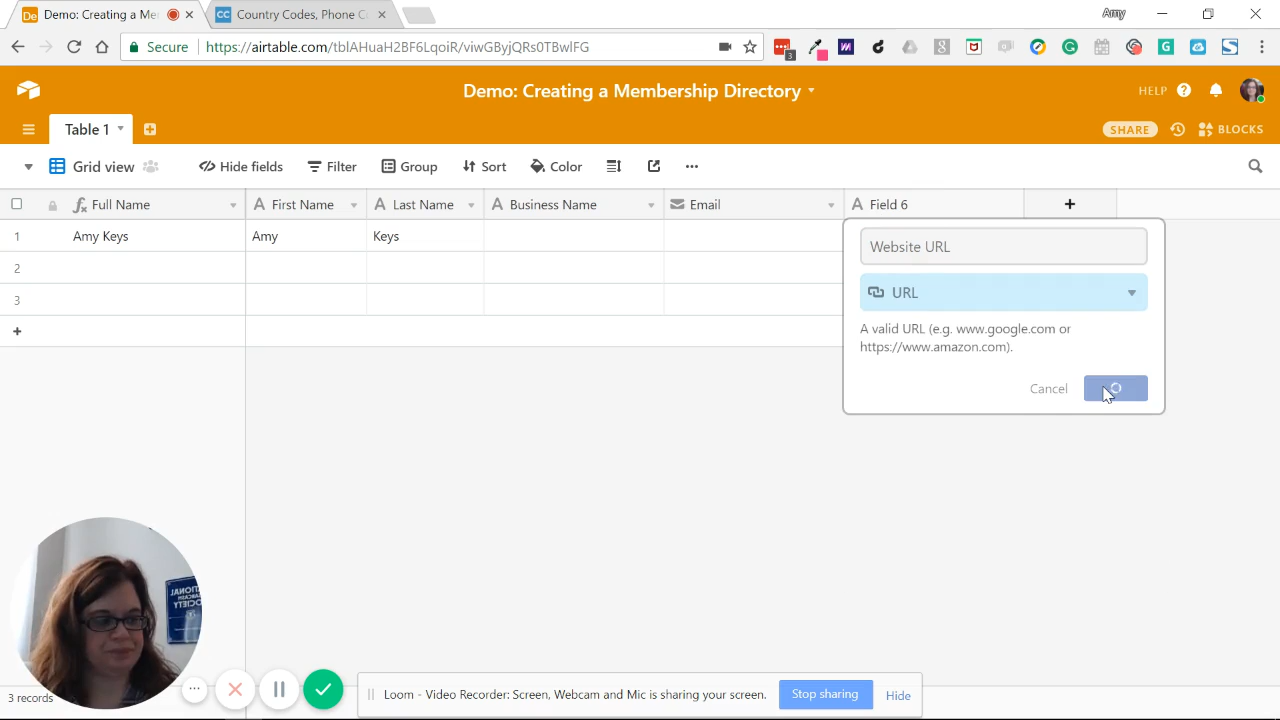 Demo: Creating a Me
Country Codes, Phone C
Amy
Secure https://airtable.com/tblAHuaH2BF6LqoiR/viwGByjQRs0TBwlFG
3
Demo: Creating a Membership Directory
HELP
Table 1
SHARE
BLOCKS
Grid view
Hide fields
Filter
Group
Sort
Color
Full Name
First Name
Last Name
Business Name
Email
Field 6
1 Amy Keys Amy Keys
2
3
Website URL
URL
A valid URL (e.g. www.google.com or
https://www.amazon.com).
Cancel
3 records
Loom - Video Recorder: Screen, Webcam and Mic is sharing your screen.
Stop sharing
Hide